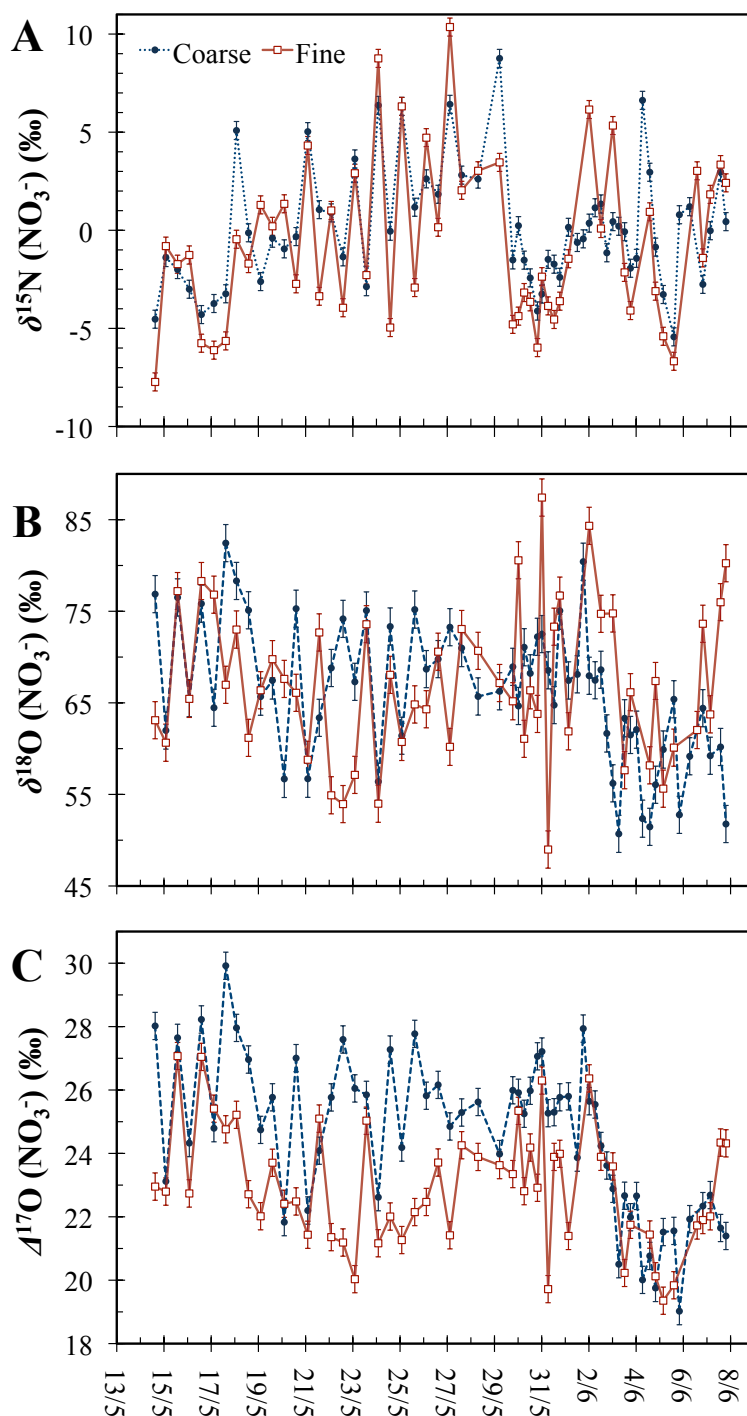 A
Coarse Fine
δ¹⁵N (NO₃⁻) (‰)
10
5
0
-5
-10
B
δ¹⁸O (NO₃⁻) (‰)
85
75
65
55
45
C
Δ¹⁷O (NO₃⁻) (‰)
30
28
26
24
22
20
18
13/5 15/5 17/5 19/5 21/5 23/5 25/5 27/5 29/5 31/5 2/6 4/6 6/6 8/6